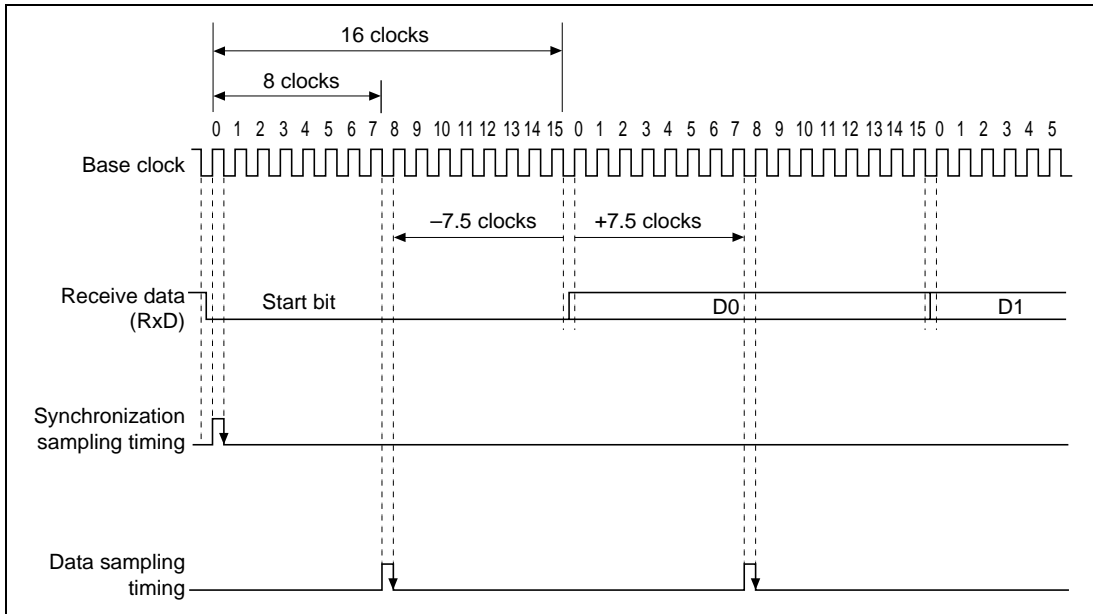 16 clocks
8 clocks
0 1 2 3 4 5 6 7 8 9 10 11 12 13 14 15 0 1 2 3 4 5 6 7 8 9 10 11 12 13 14 15 0 1 2 3 4 5
Base clock
–7.5 clocks +7.5 clocks
Receive data
(RxD)
Start bit D0 D1
Synchronization
sampling timing
Data sampling
timing